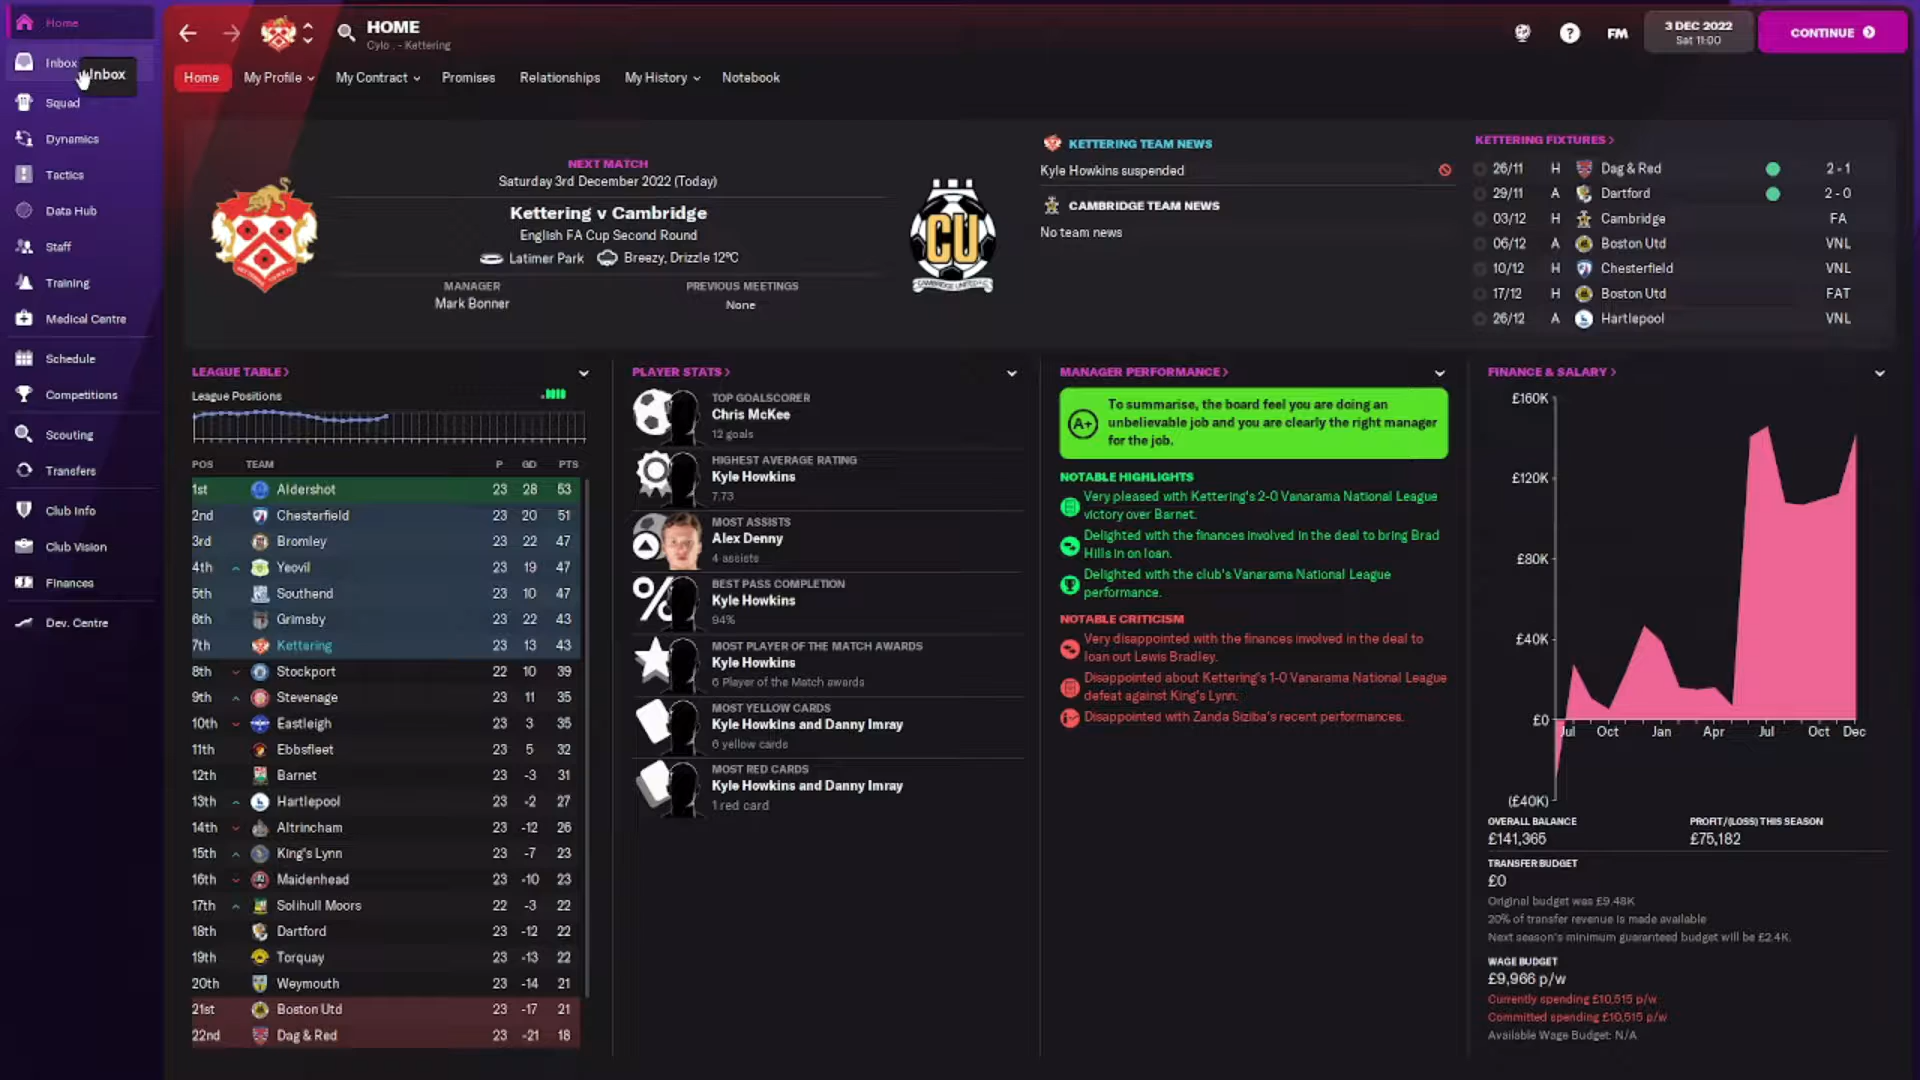 Home
Inbox
Inbox
Squad
Dynamics
Tactics
Data Hub
Staff
Training
Medical Centre
Schedule
Competitions
Scouting
Transfers
Club Info
Club Vision
Finances
Dev. Centre
HOME
Cylo . - Kettering
FM
3 DEC 2022
Sat 11:00
CONTINUE
Home My Profile My Contract Promises Relationships My History Notebook
NEXT MATCH
Saturday 3rd December 2022 (Today)
Kettering v Cambridge
English FA Cup Second Round
Latimer Park Breezy, Drizzle 12ºC
MANAGER
Mark Bonner
PREVIOUS MEETINGS
None
CU
KETTERING TEAM NEWS
Kyle Howkins suspended
CAMBRIDGE TEAM NEWS
No team news
KETTERING FIXTURES >
26/11 H Dag & Red 2 - 1
29/11 A Dartford 2 - 0
03/12 H Cambridge FA
06/12 A Boston Utd VNL
10/12 H Chesterfield VNL
17/12 H Boston Utd FAT
26/12 A Hartlepool VNL
LEAGUE TABLE >
League Positions
POS TEAM P GD PTS
1st Aldershot 23 28 53
2nd Chesterfield 23 20 51
3rd Bromley 23 22 47
4th Yeovil 23 19 47
5th Southend 23 10 47
6th Grimsby 23 22 43
7th Kettering 23 13 43
8th Stockport 22 10 39
9th Stevenage 23 11 35
10th Eastleigh 23 3 35
11th Ebbsfleet 23 5 32
12th Barnet 23 -3 31
13th Hartlepool 23 -2 27
14th Altrincham 23 -12 26
15th King's Lynn 23 -7 23
16th Maidenhead 23 -10 23
17th Solihull Moors 22 -3 22
18th Dartford 23 -12 22
19th Torquay 23 -13 22
20th Weymouth 23 -14 21
21st Boston Utd 23 -17 21
22nd Dag & Red 23 -21 18
PLAYER STATS >
TOP GOALSCORER
Chris McKee
12 goals
HIGHEST AVERAGE RATING
Kyle Howkins
7.73
MOST ASSISTS
Alex Denny
4 assists
BEST PASS COMPLETION
Kyle Howkins
94%
MOST PLAYER OF THE MATCH AWARDS
Kyle Howkins
6 Player of the Match awards
MOST YELLOW CARDS
Kyle Howkins and Danny Imray
6 yellow cards
MOST RED CARDS
Kyle Howkins and Danny Imray
1 red card
MANAGER PERFORMANCE >
A+
To summarise, the board feel you are doing an
unbelievable job and you are clearly the right manager
for the job.
NOTABLE HIGHLIGHTS
Very pleased with Kettering's 2-0 Vanarama National League
victory over Barnet.
Delighted with the finances involved in the deal to bring Brad
Hills in on loan.
Delighted with the club's Vanarama National League
performance.
NOTABLE CRITICISM
Very disappointed with the finances involved in the deal to
loan out Lewis Bradley.
Disappointed about Kettering's 1-0 Vanarama National League
defeat against King's Lynn.
Disappointed with Zanda Siziba's recent performances.
FINANCE & SALARY >
£160K
£120K
£80K
£40K
£0
(£40K)
Jul Oct Jan Apr Jul Oct Dec
OVERALL BALANCE
£141,365
PROFIT/(LOSS) THIS SEASON
£75,182
TRANSFER BUDGET
£0
Original budget was £9.48K
20% of transfer revenue is made available
Next season's minimum guaranteed budget will be £2.4K.
WAGE BUDGET
£9,966 p/w
Currently spending £10,515 p/w
Committed spending £10,515 p/w
Available Wage Budget: N/A